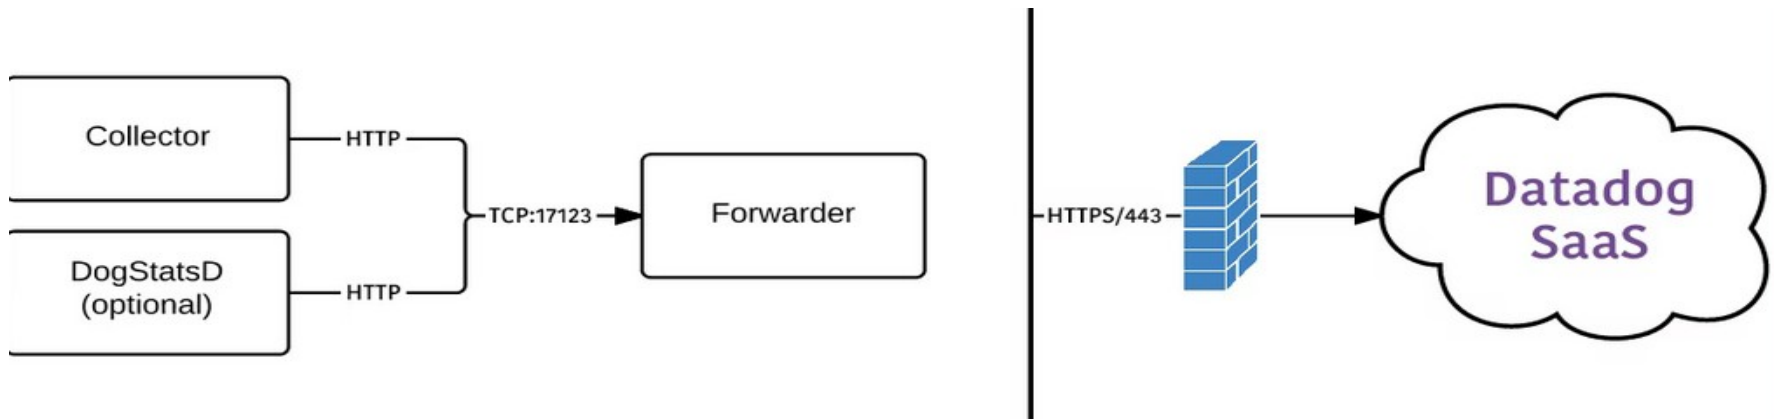 Collector
HTTP
DogStatsD
(optional)
HTTP
TCP:17123
Forwarder
HTTPS/443
Datadog
SaaS